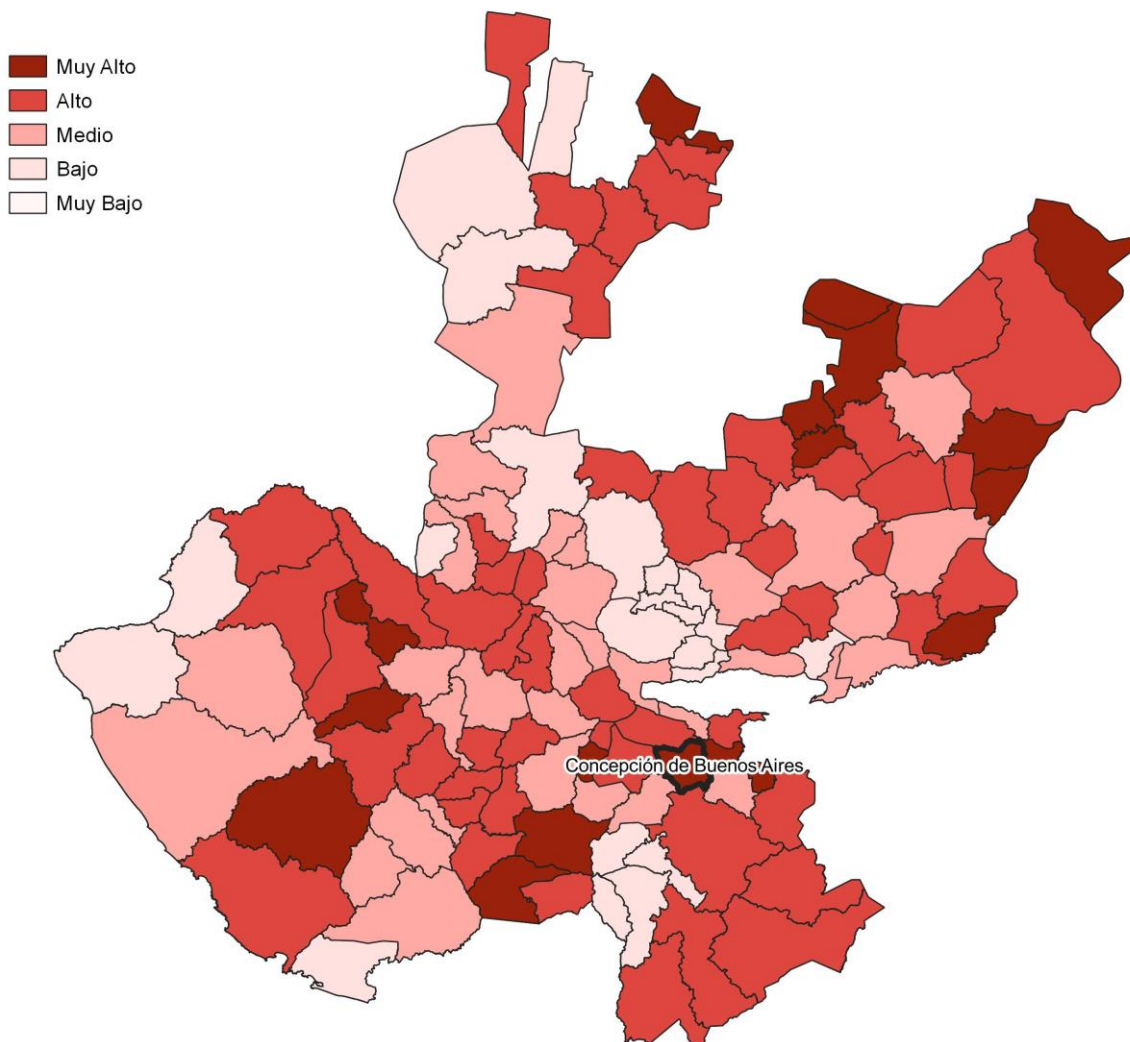 Muy Alto
Alto
Medio
Bajo
Muy Bajo
Concepción de Buenos Aires